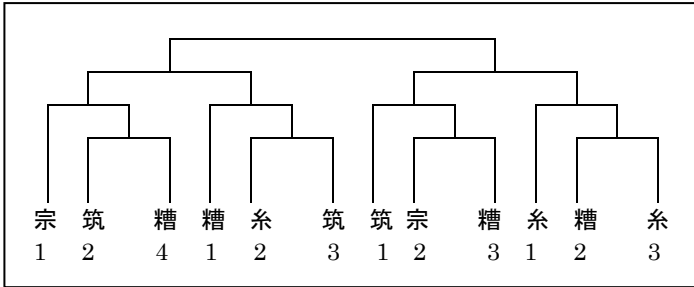 宗 筑 糟 糟 糸 筑 筑 宗 糟 糸 糟 糸
1 2 4 1 2 3 1 2 3 1 2 3